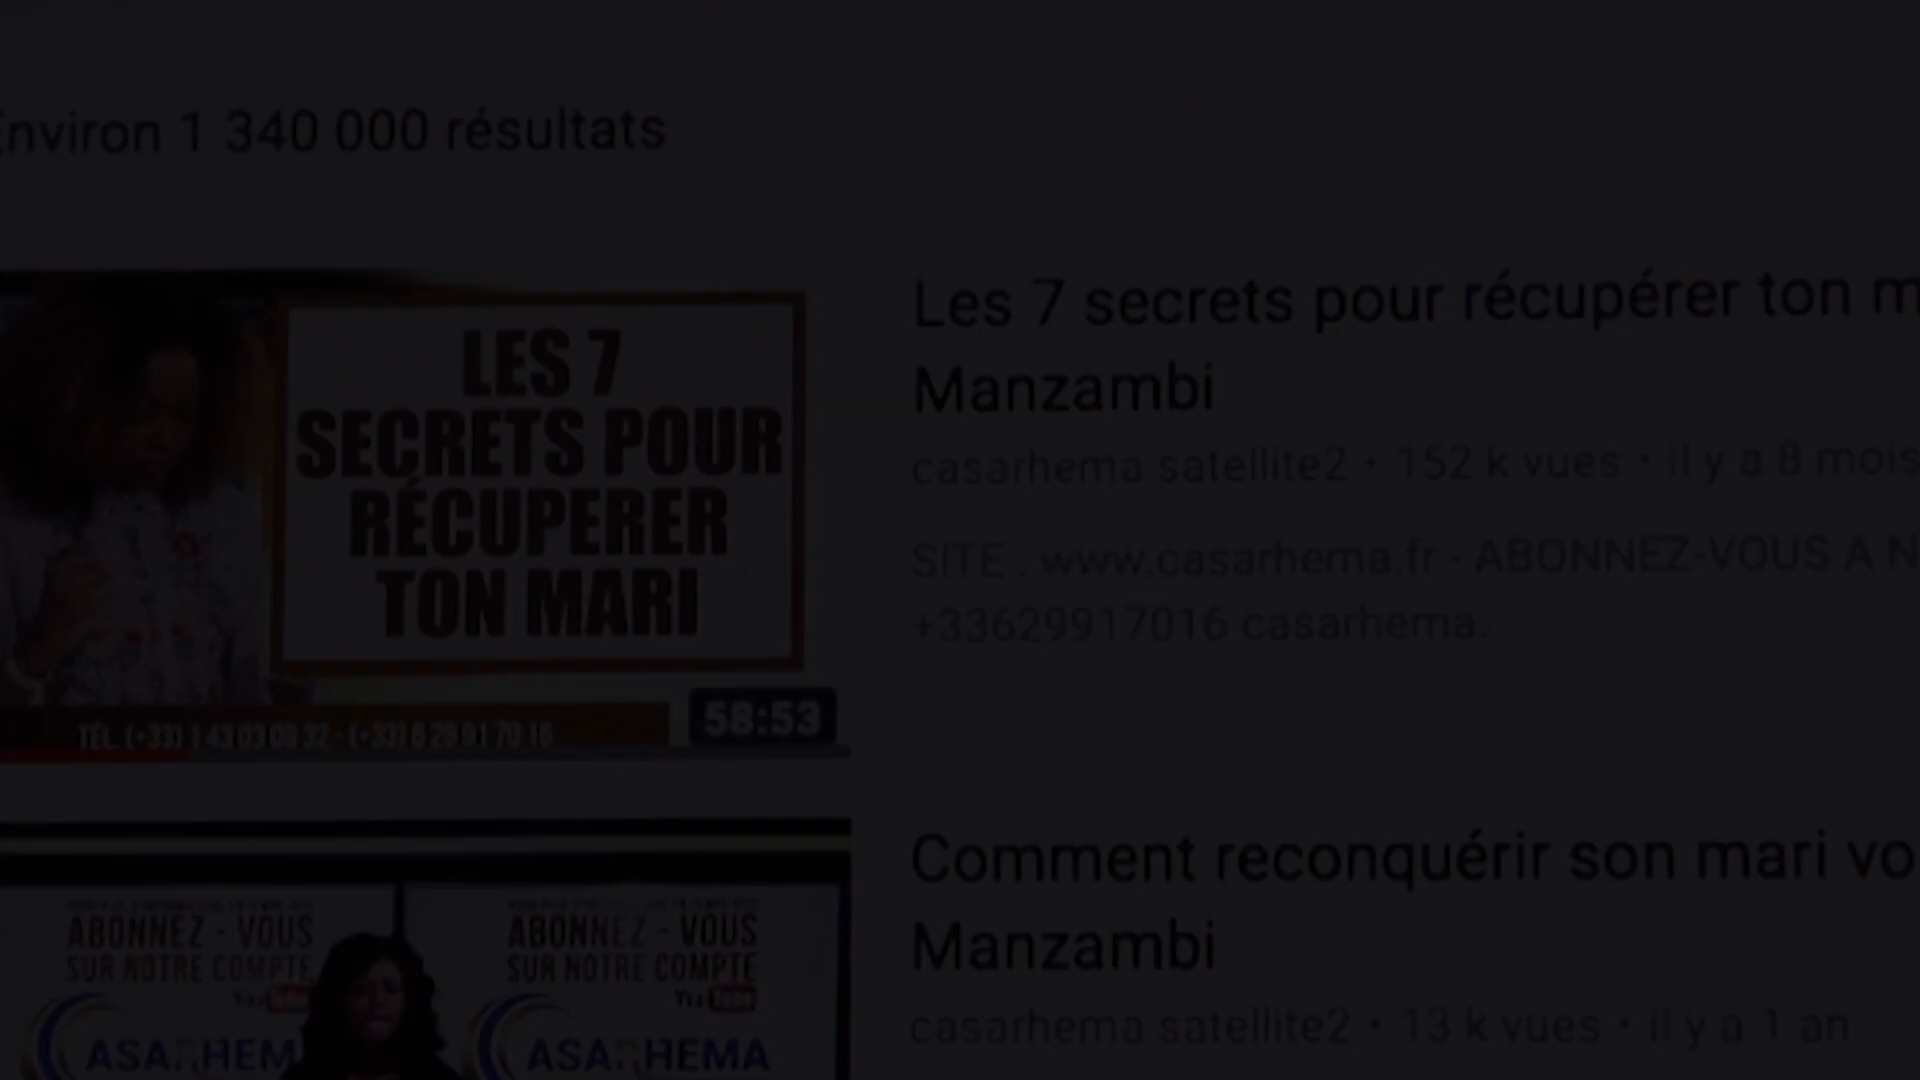 Environ 1 340 000 résultats
LES 7
SECRETS POUR
RÉCUPERER
TON MARI
TÉL. (+33) 1 43 03 08 32 - (+33) 6 29 91 70 16
58:53
Les 7 secrets pour récupérer ton m
Manzambi
casarhema satellite2 • 152 k vues • il y a 8 mois
SITE : www.casarhema.fr - ABONNEZ-VOUS A N
+33629917016 casarhema.
ABONNEZ - VOUS
SUR NOTRE COMPTE
YouTube
ASARHEMA
ABONNEZ - VOUS
SUR NOTRE COMPTE
YouTube
ASARHEMA
Comment reconquérir son mari vo
Manzambi
casarhema satellite2 • 13 k vues • il y a 1 an